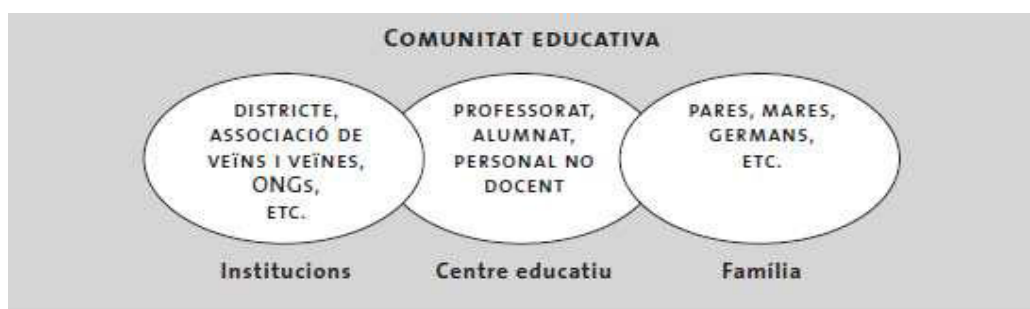 COMUNITAT EDUCATIVA
DISTRICTE,
ASSOCIACIÓ DE
VEÏNS I VEÏNES,
ONGs,
ETC.
PROFESSORAT,
ALUMNAT,
PERSONAL NO
DOCENT
PARES, MARES,
GERMANS,
ETC.
Institucions
Centre educatiu
Família